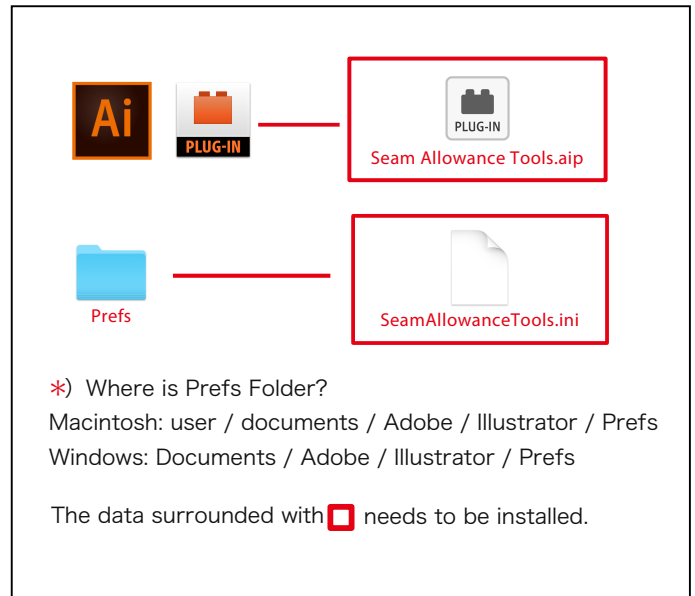 Ai
PLUG-IN
PLUG-IN
Seam Allowance Tools.aip
Prefs
SeamAllowanceTools.ini
*) Where is Prefs Folder?
Macintosh: user / documents / Adobe / Illustrator / Prefs
Windows: Documents / Adobe / Illustrator / Prefs
The data surrounded with needs to be installed.